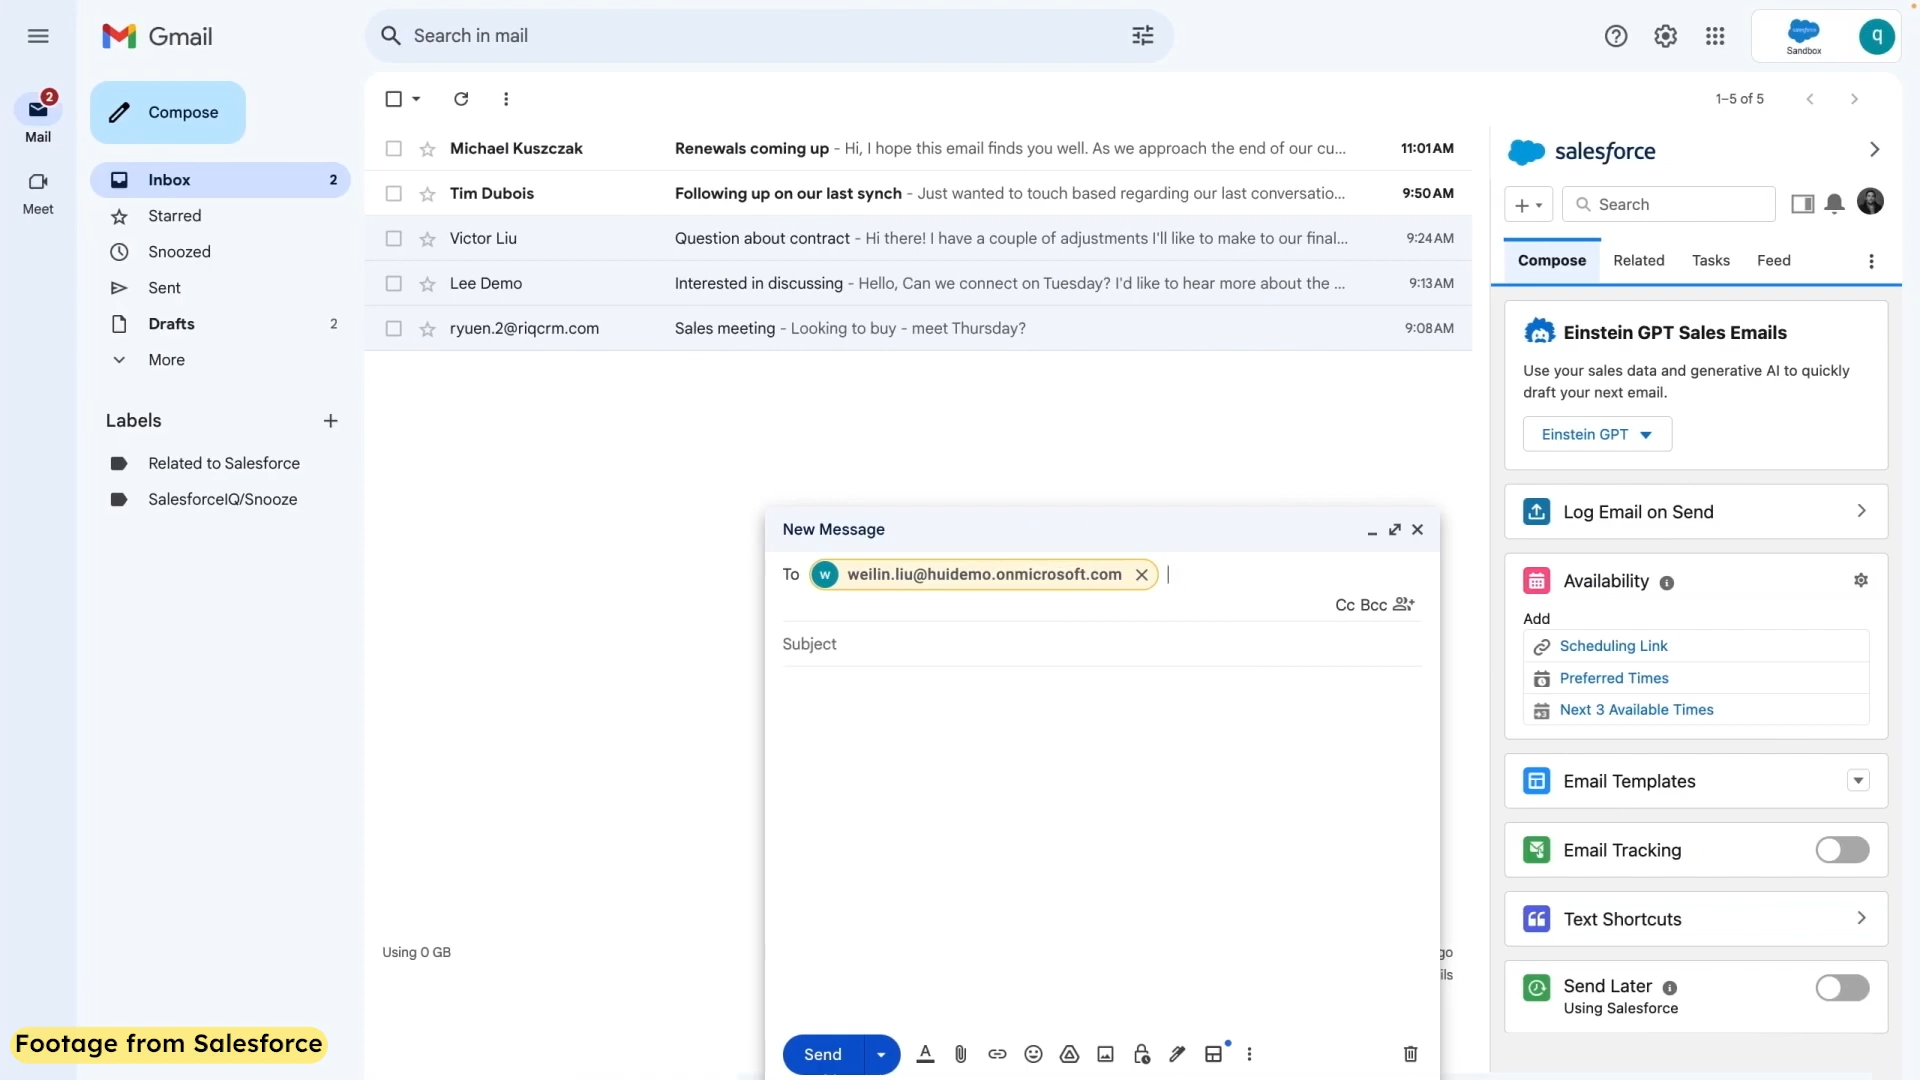 Gmail
Search in mail
Sandbox
q
2
Mail
Meet
Compose
Inbox 2
Starred
Snoozed
Sent
Drafts 2
More
Labels
Related to Salesforce
SalesforceIQ/Snooze
1–5 of 5
Michael Kuszczak Renewals coming up - Hi, I hope this email finds you well. As we approach the end of our cu... 11:01 AM
Tim Dubois Following up on our last synch - Just wanted to touch based regarding our last conversatio... 9:50 AM
Victor Liu Question about contract - Hi there! I have a couple of adjustments I'll like to make to our final... 9:24 AM
Lee Demo Interested in discussing - Hello, Can we connect on Tuesday? I'd like to hear more about the ... 9:13 AM
ryuen.2@riqcrm.com Sales meeting - Looking to buy - meet Thursday? 9:08 AM
Using 0 GB
go
ils
New Message
To w weilin.liu@huidemo.onmicrosoft.com
Cc Bcc
Subject
Send
salesforce
Search
Compose Related Tasks Feed
Einstein GPT Sales Emails
Use your sales data and generative AI to quickly
draft your next email.
Einstein GPT
Log Email on Send
Availability
Add
Scheduling Link
Preferred Times
Next 3 Available Times
Email Templates
Email Tracking
Text Shortcuts
Send Later
Using Salesforce
Footage from Salesforce